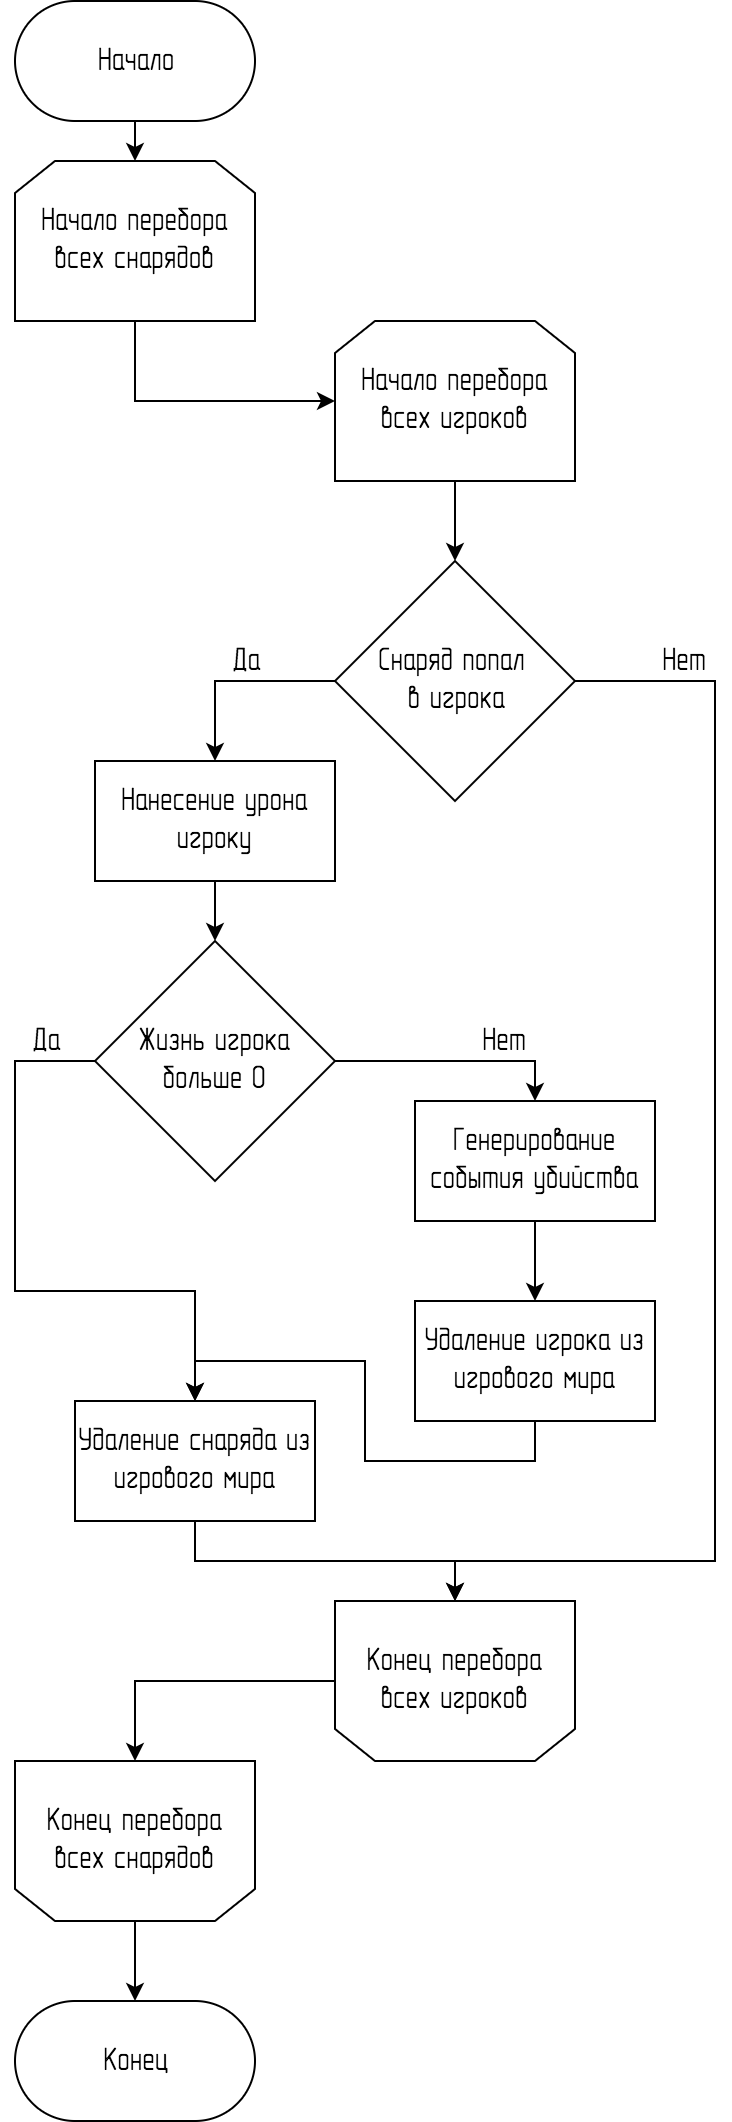 Начало
Начало перебора
всех снарядов
Начало перебора
всех игроков
Снаряд попал
в игрока
Да
Нет
Нанесение урона
игроку
Жизнь игрока
больше 0
Да
Нет
Генерирование
события убийства
Удаление игрока из
игрового мира
Удаление снаряда из
игрового мира
Конец перебора
всех игроков
Конец перебора
всех снарядов
Конец